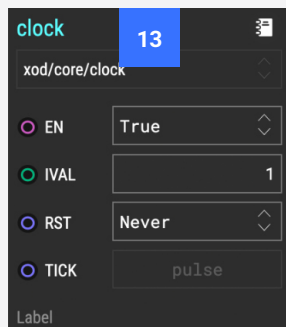 clock
13
xod/core/clock
EN True
IVAL 1
RST Never
TICK pulse
Label